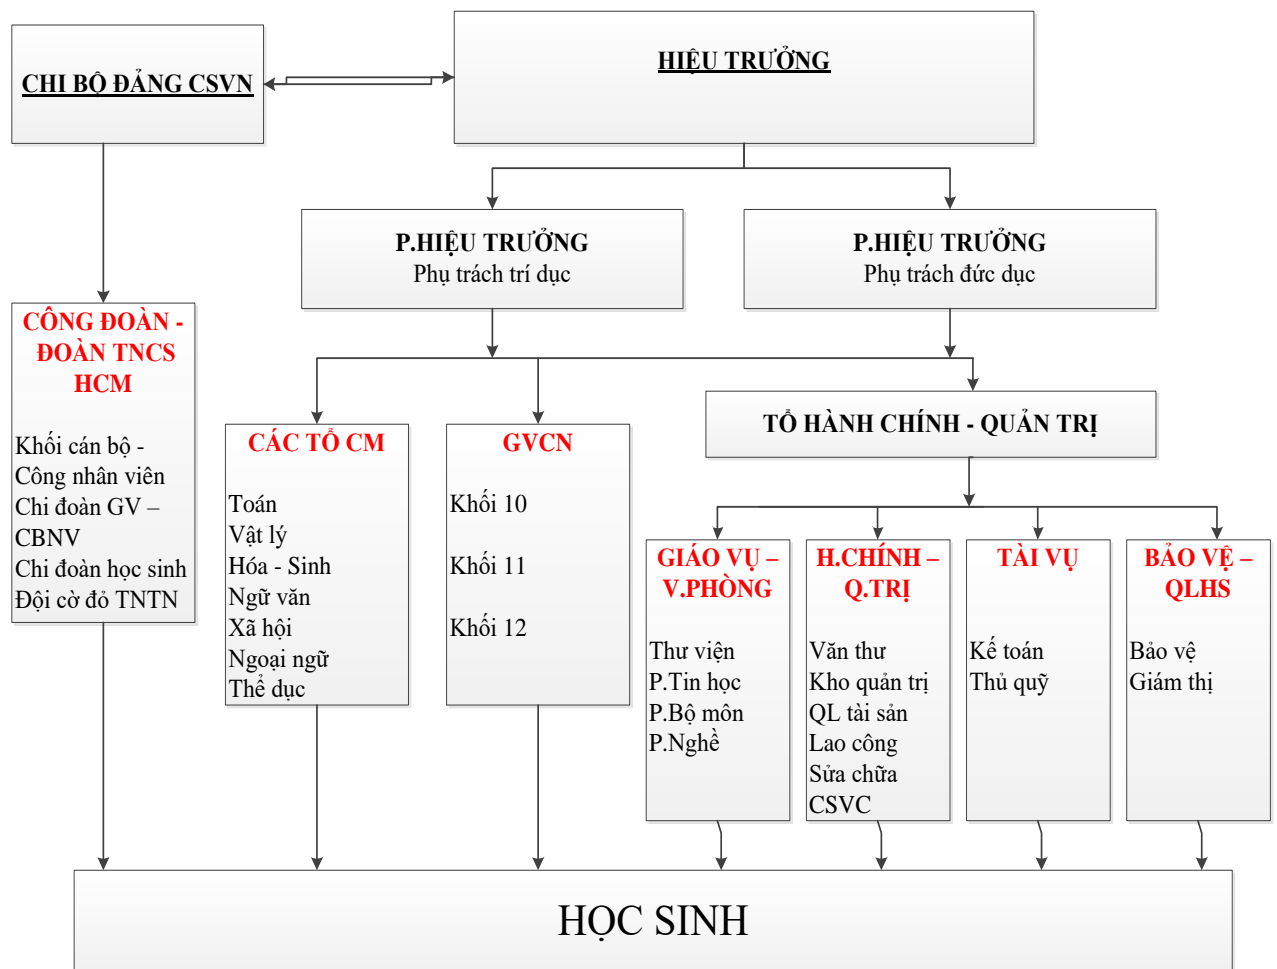 CHI BỘ ĐẢNG CSVN
HIỆU TRƯỞNG
P.HIỆU TRƯỞNG
Phụ trách trí dục
P.HIỆU TRƯỞNG
Phụ trách đức dục
CÔNG ĐOÀN -
ĐOÀN TNCS
HCM
Khối cán bộ -
Công nhân viên
Chi đoàn GV –
CBNV
Chi đoàn học sinh
Đội cờ đỏ TNTN
CÁC TỔ CM
Toán
Vật lý
Hóa - Sinh
Ngữ văn
Xã hội
Ngoại ngữ
Thể dục
GVCN
Khối 10
Khối 11
Khối 12
TỔ HÀNH CHÍNH - QUẢN TRỊ
GIÁO VỤ –
V.PHÒNG
Thư viện
P.Tin học
P.Bộ môn
P.Nghề
H.CHÍNH –
Q.TRỊ
Văn thư
Kho quản trị
QL tài sản
Lao công
Sửa chữa
CSVC
TÀI VỤ
Kế toán
Thủ quỹ
BẢO VỆ –
QLHS
Bảo vệ
Giám thị
HỌC SINH